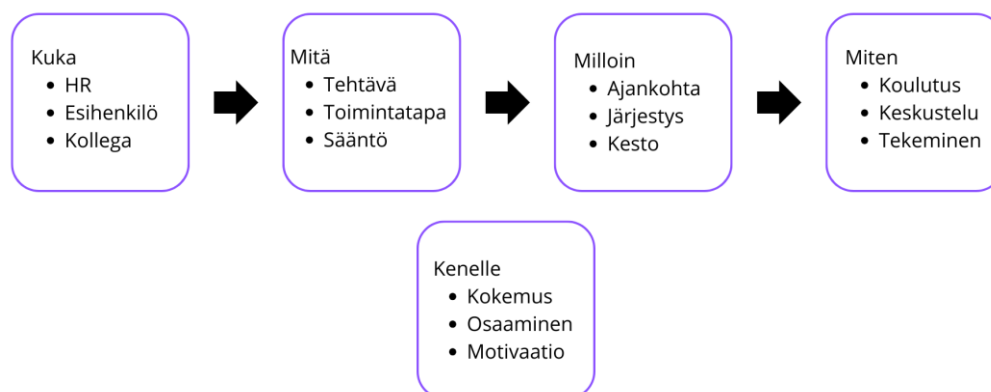 Kuka
• HR
• Esihenkilö
• Kollega
Mitä
• Tehtävä
• Toimintatapa
• Sääntö
Milloin
• Ajankohta
• Järjestys
• Kesto
Miten
• Koulutus
• Keskustelu
• Tekeminen
Kenelle
• Kokemus
• Osaaminen
• Motivaatio